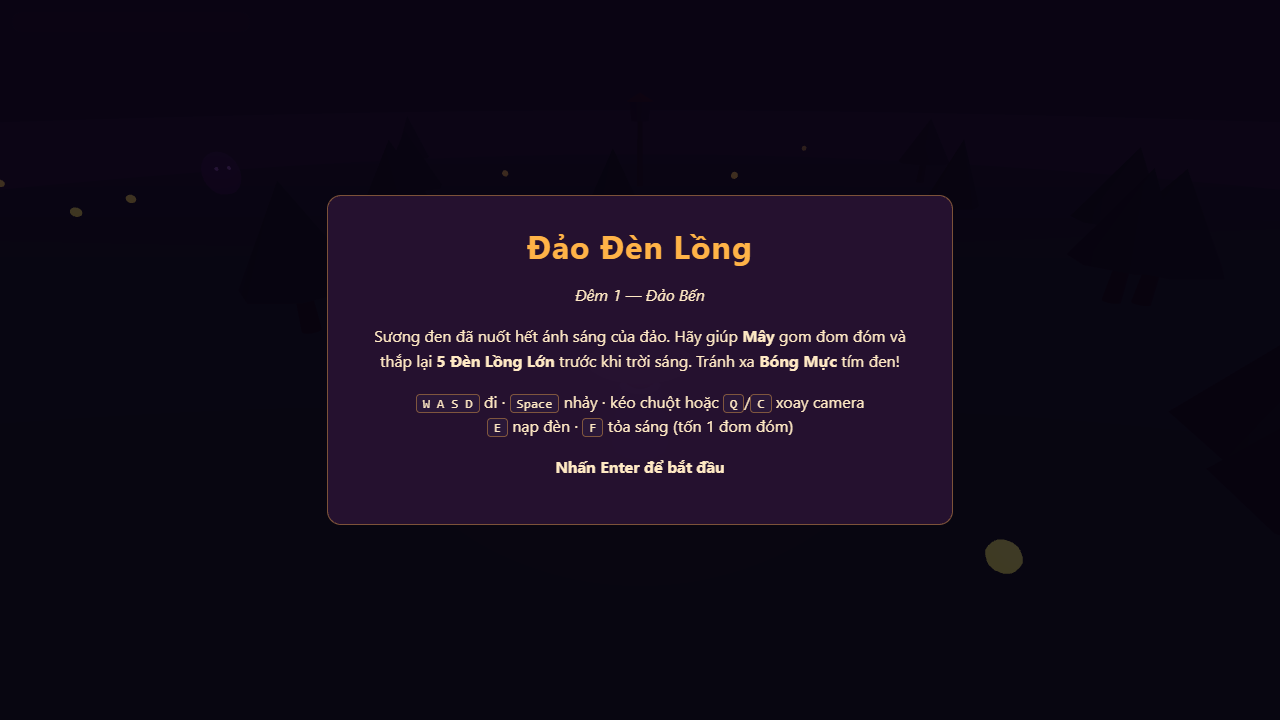 Đảo Đèn Lồng
Đêm 1 — Đảo Bến
Sương đen đã nuốt hết ánh sáng của đảo. Hãy giúp Mây gom đom đóm và
thắp lại 5 Đèn Lồng Lớn trước khi trời sáng. Tránh xa Bóng Mực tím đen!
W A S D đi · Space nhảy · kéo chuột hoặc Q/C xoay camera
E nạp đèn · F tỏa sáng (tốn 1 đom đóm)
Nhấn Enter để bắt đầu